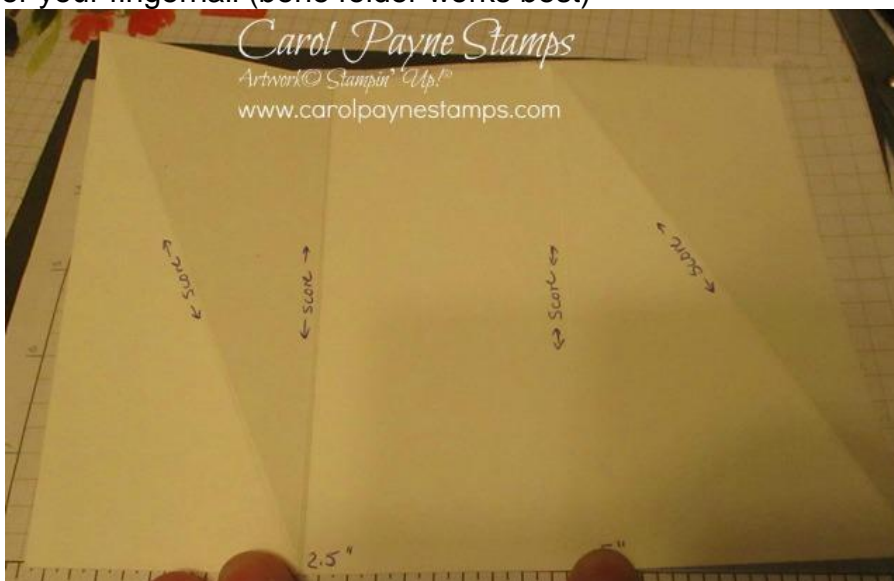 or your fingernail (bone folder works best)
Carol Payne Stamps
Artwork© Stampin' Up!®
www.carolpaynestamps.com
← Score →
← score →
↔ Score ↔
← Score →
2.5"